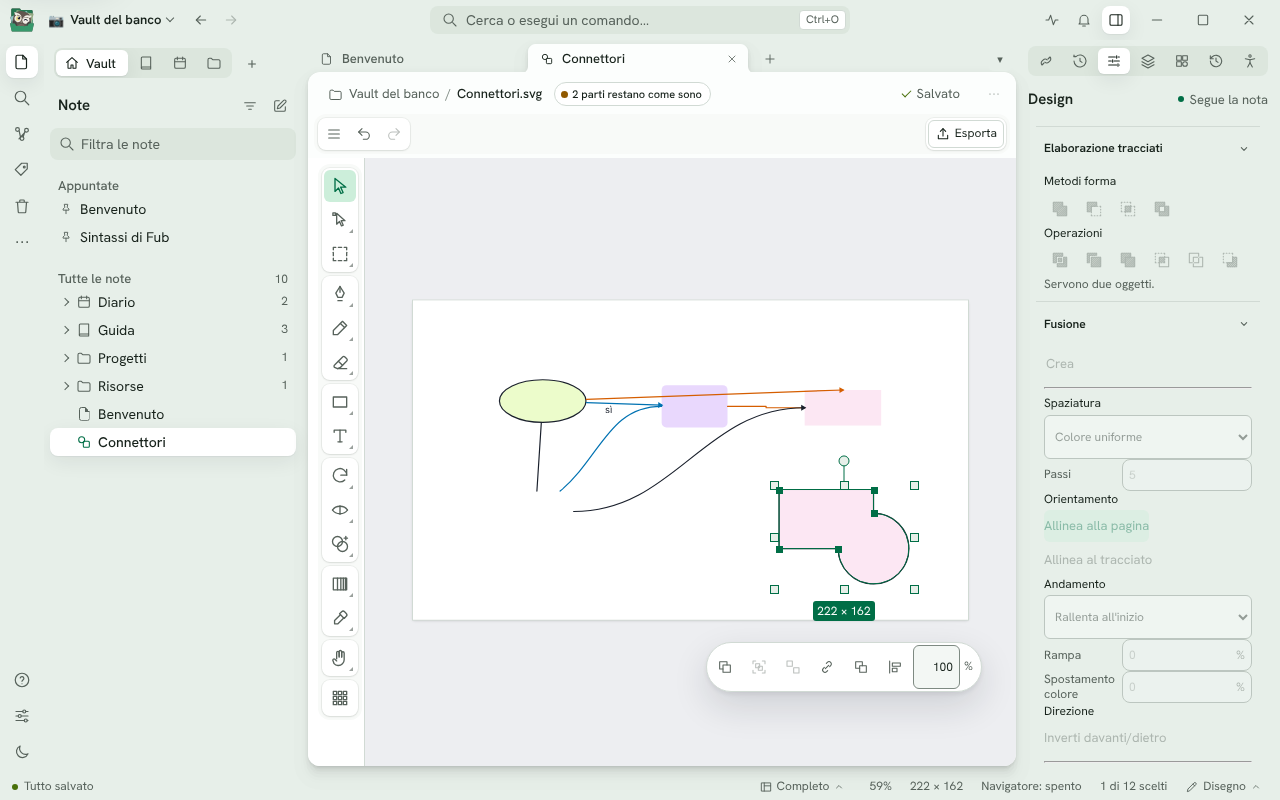 Vault del banco
Cerca o esegui un comando...
Ctrl+O
Vault
Note
Filtra le note
Appuntate
Benvenuto
Sintassi di Fub
Tutte le note
10
Diario
2
Guida
3
Progetti
1
Risorse
1
Benvenuto
Connettori
Tutto salvato
Benvenuto
Connettori
Vault del banco / Connettori.svg
2 parti restano come sono
Salvato
Esporta
sì
222 × 162
100 %
Design
Segue la nota
Elaborazione tracciati
Metodi forma
Operazioni
Servono due oggetti.
Fusione
Crea
Spaziatura
Colore uniforme
Passi
5
Orientamento
Allinea alla pagina
Allinea al tracciato
Andamento
Rallenta all'inizio
Rampa
0 %
Spostamento colore
0 %
Direzione
Inverti davanti/dietro
Completo
59%
222 × 162
Navigatore: spento
1 di 12 scelti
Disegno